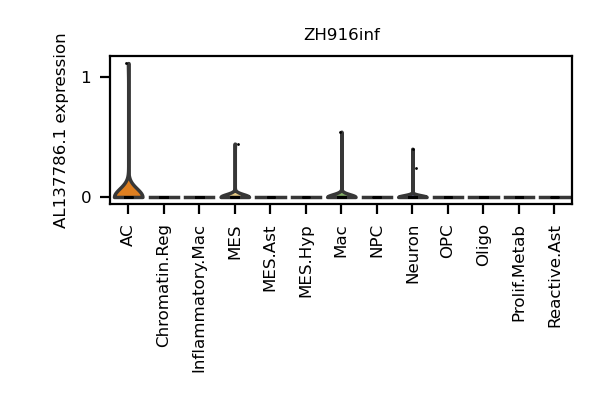 ZH916inf
AL137786.1 expression
1
0
AC
Chromatin.Reg
Inflammatory.Mac
MES
MES.Ast
MES.Hyp
Mac
NPC
Neuron
OPC
Oligo
Prolif.Metab
Reactive.Ast